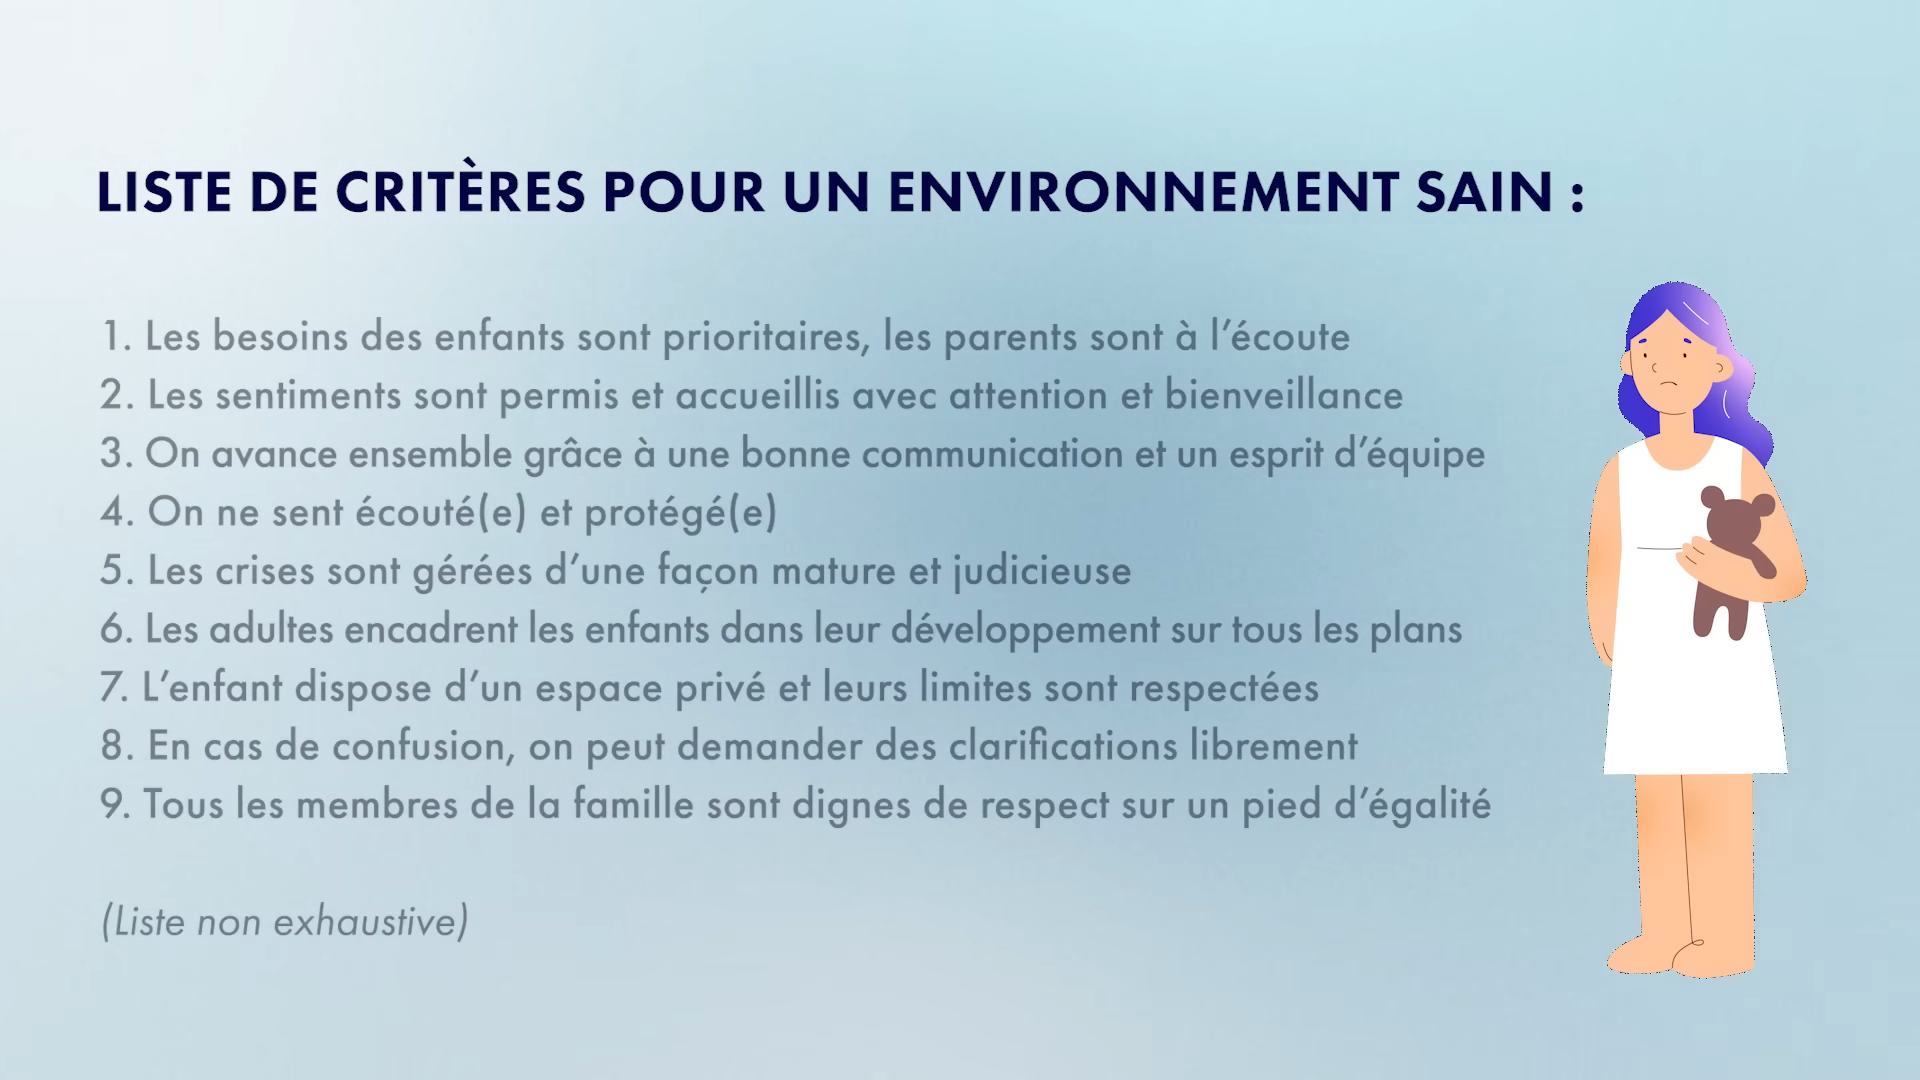 LISTE DE CRITÈRES POUR UN ENVIRONNEMENT SAIN :
1. Les besoins des enfants sont prioritaires, les parents sont à l’écoute
2. Les sentiments sont permis et accueillis avec attention et bienveillance
3. On avance ensemble grâce à une bonne communication et un esprit d’équipe
4. On ne sent écouté(e) et protégé(e)
5. Les crises sont gérées d’une façon mature et judicieuse
6. Les adultes encadrent les enfants dans leur développement sur tous les plans
7. L’enfant dispose d’un espace privé et leurs limites sont respectées
8. En cas de confusion, on peut demander des clarifications librement
9. Tous les membres de la famille sont dignes de respect sur un pied d’égalité
(Liste non exhaustive)